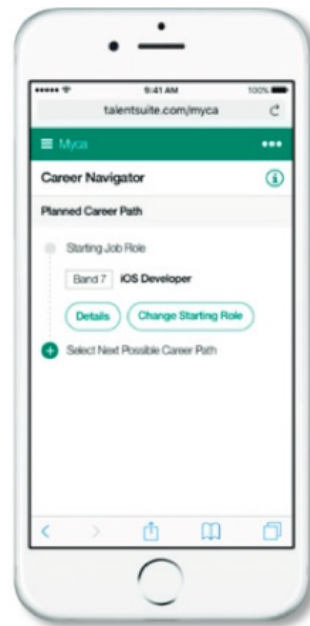 9:41 AM 100%
talentsuite.com/myca
Myca
Career Navigator
Planned Career Path
Starting Job Role
Band 7 iOS Developer
Details Change Starting Role
Select Next Possible Career Path